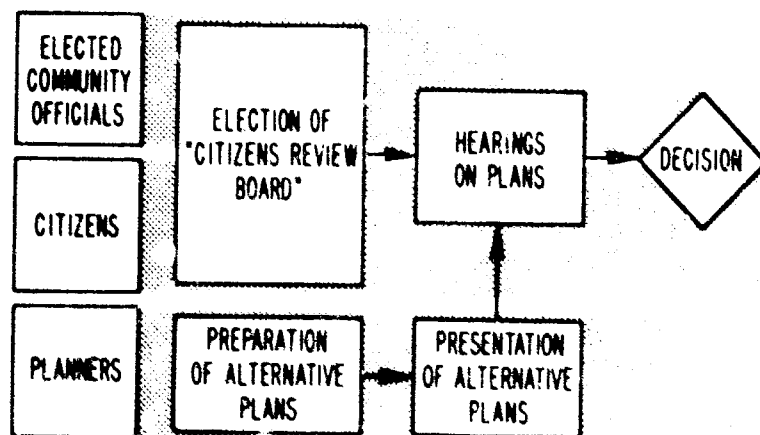 ELECTED
COMMUNITY
OFFICIALS
CITIZENS
PLANNERS
ELECTION OF
"CITIZENS REVIEW
BOARD"
PREPARATION
OF ALTERNATIVE
PLANS
HEARINGS
ON PLANS
PRESENTATION
OF ALTERNATIVE
PLANS
DECISION